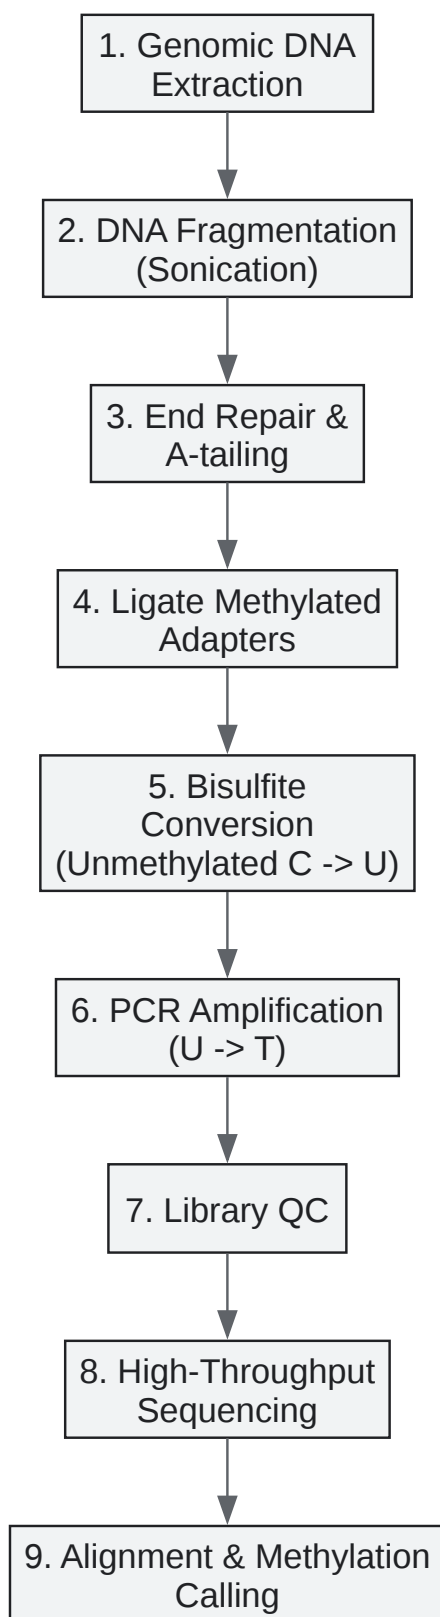 1. Genomic DNA
Extraction
2. DNA Fragmentation
(Sonication)
3. End Repair &
A-tailing
4. Ligate Methylated
Adapters
5. Bisulfite
Conversion
(Unmethylated C -> U)
6. PCR Amplification
(U -> T)
7. Library QC
8. High-Throughput
Sequencing
9. Alignment & Methylation
Calling